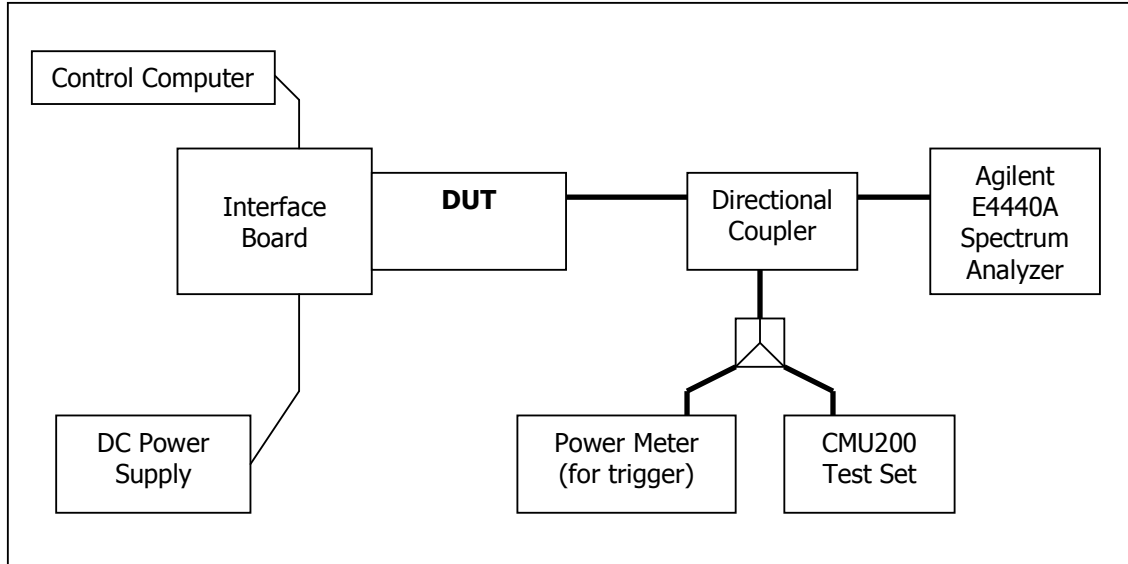 Control Computer
Interface
Board
DUT
Directional
Coupler
Agilent
E4440A
Spectrum
Analyzer
DC Power
Supply
Power Meter
(for trigger)
CMU200
Test Set